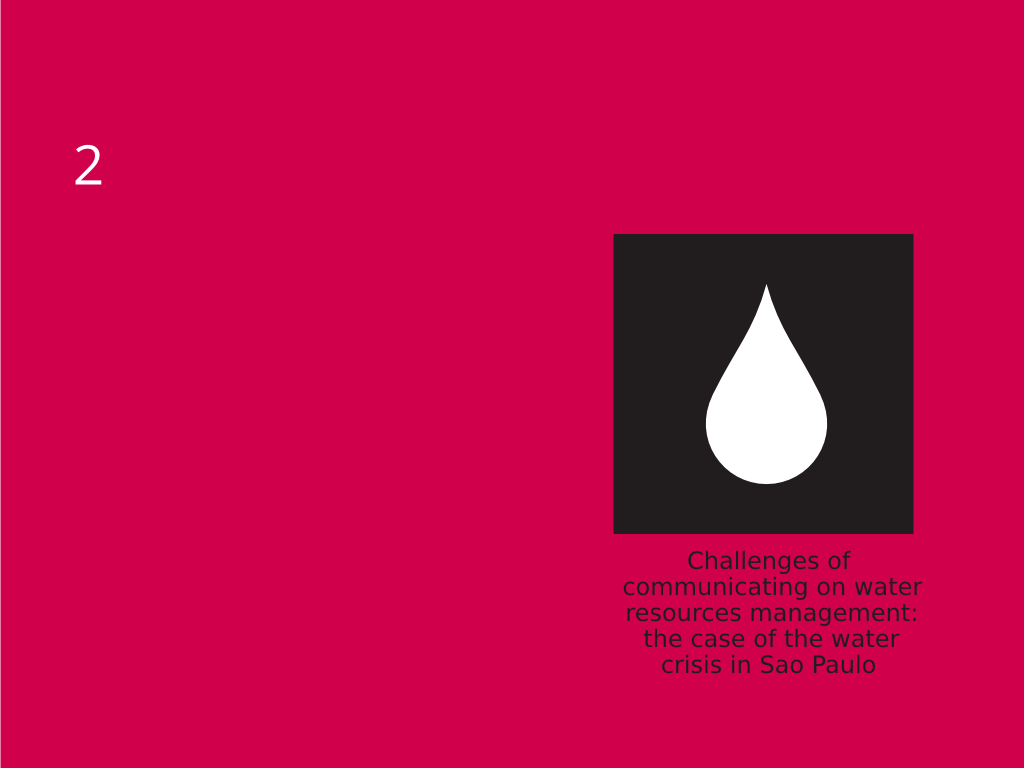 2
Challenges of
communicating on water
resources management:
the case of the water
crisis in Sao Paulo